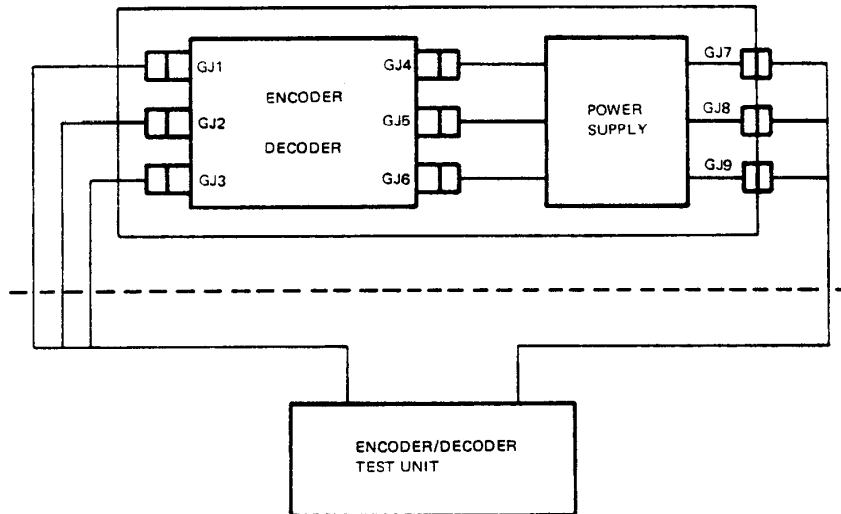 GJ1
GJ2
GJ3
ENCODER
DECODER
GJ4
GJ5
GJ6
POWER
SUPPLY
GJ7
GJ8
GJ9
ENCODER/DECODER
TEST UNIT